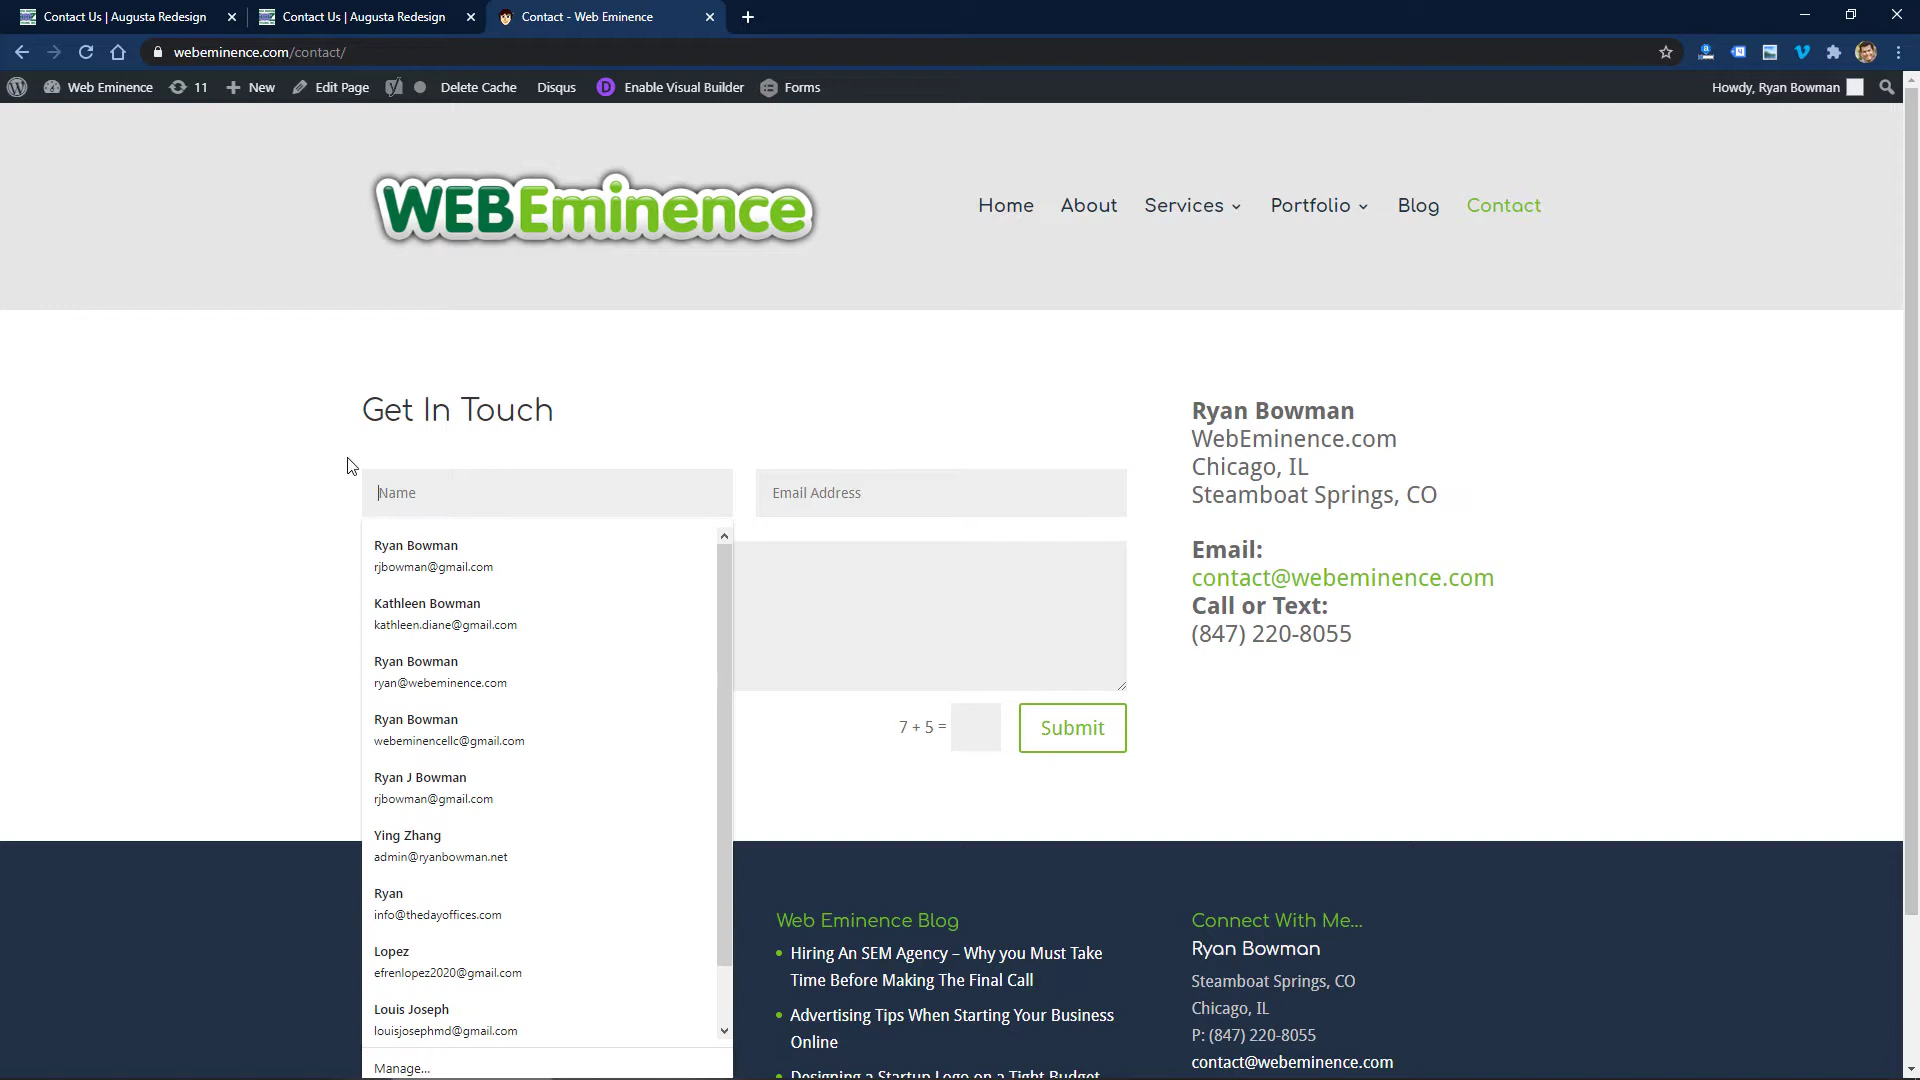 Contact Us | Augusta Redesign
Contact Us | Augusta Redesign
Contact - Web Eminence
webeminence.com/contact/
Web Eminence
11
New
Edit Page
Delete Cache
Disqus
D
Enable Visual Builder
Forms
Howdy, Ryan Bowman
WEBEminence
Home
About
Services
Portfolio
Blog
Contact
Get In Touch
Name
Email Address
Ryan Bowman
rjbowman@gmail.com
Kathleen Bowman
kathleen.diane@gmail.com
Ryan Bowman
ryan@webeminence.com
Ryan Bowman
webeminencellc@gmail.com
Ryan J Bowman
rjbowman@gmail.com
Ying Zhang
admin@ryanbowman.net
Ryan
info@thedayoffices.com
Lopez
efrenlopez2020@gmail.com
Louis Joseph
louisjosephmd@gmail.com
Manage...
7 + 5 =
Submit
Ryan Bowman
WebEminence.com
Chicago, IL
Steamboat Springs, CO
Email:
contact@webeminence.com
Call or Text:
(847) 220-8055
Web Eminence Blog
Hiring An SEM Agency – Why you Must Take
Time Before Making The Final Call
Advertising Tips When Starting Your Business
Online
Designing a Startup Logo on a Tight Budget
Connect With Me...
Ryan Bowman
Steamboat Springs, CO
Chicago, IL
P: (847) 220-8055
contact@webeminence.com